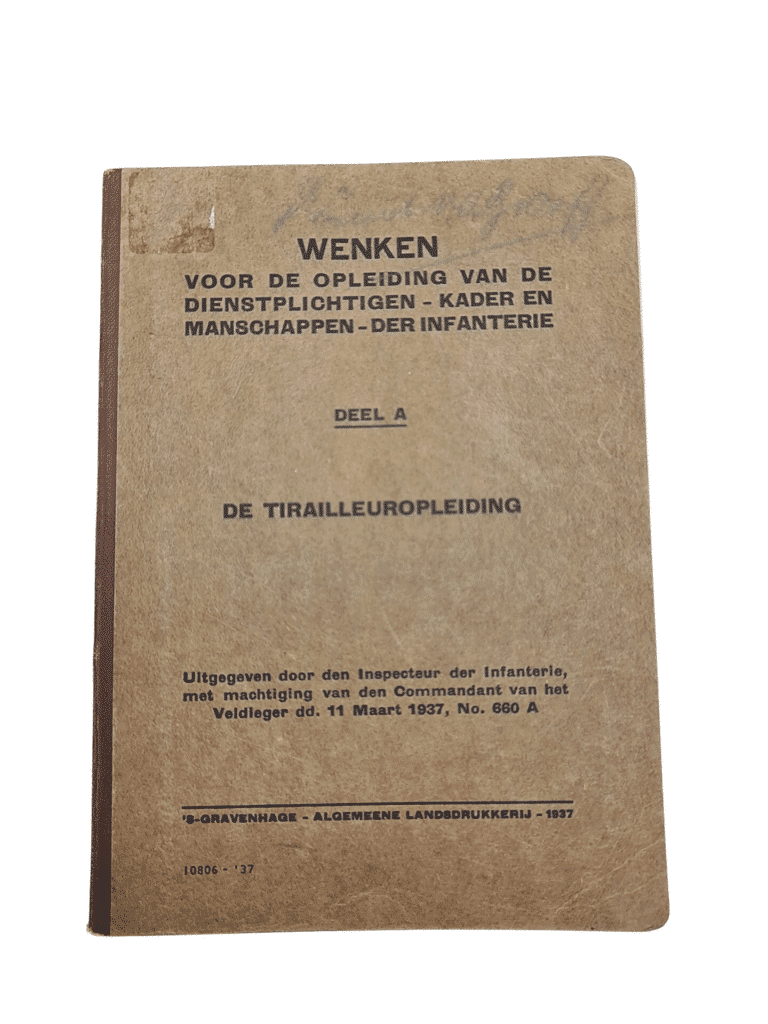 WENKEN
VOOR DE OPLEIDING VAN DE
DIENSTPLICHTIGEN - KADER EN
MANSCHAPPEN - DER INFANTERIE
DEEL A
DE TIRAILLEUROPLEIDING
Uitgegeven door den Inspecteur der Infanterie,
met machtiging van den Commandant van het
Veldleger dd. 11 Maart 1937, No. 660 A
'S-GRAVENHAGE - ALGEMEENE LANDSDRUKKERIJ - 1937
10806 - '37